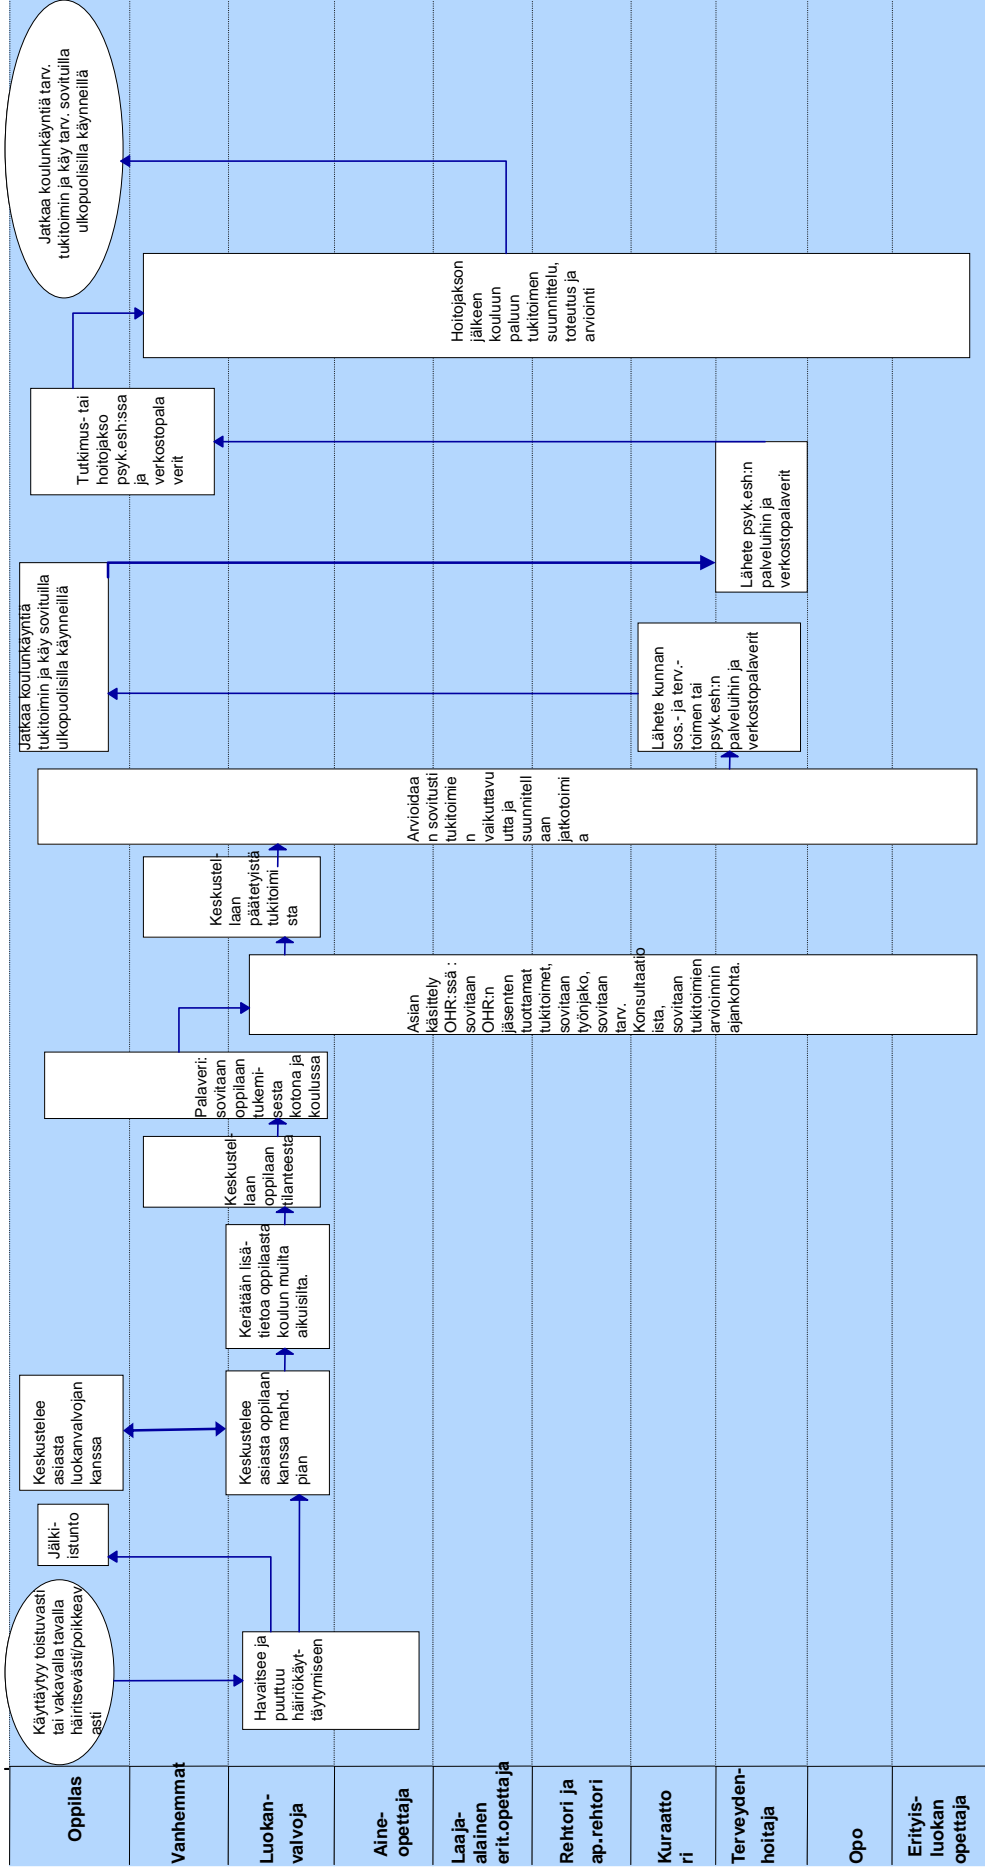 Oppilas
Vanhemmat
Luokan-
valvoja
Aine-
opettaja
Laaja-
alainen
erit.opettaja
Rehtori ja
ap.rehtori
Kuraatto
ri
Terveyden-
hoitaja
Opo
Erityis-
luokan
opettaja
Käyttäytyy toistuvasti
tai vakavalla tavalla
häiritsevästi/poikkeav
asti
Havaitsee ja
puuttuu
häiriökäyt-
täytymiseen
Jälki-
istunto
Keskustelee
asiasta
luokanvalvojan
kanssa
Keskustelee
asiasta oppilaan
kanssa mahd.
pian
Kerätään lisä-
tietoa oppilaasta
koulun muilta
aikuisilta.
Keskustel-
laan
oppilaan
tilanteesta
Palaveri:
sovitaan
oppilaan
tukemi-
sesta
kotona ja
koulussa
Asian
käsittely
OHR:ssä :
sovitaan
OHR:n
jäsenten
tuottamat
tukitoimet,
sovitaan
työnjako,
sovitaan
tarv.
Konsultaatio
ista,
sovitaan
tukitoimien
arvioinnin
ajankohta.
Keskustel-
laan
päätetyistä
tukitoimi
sta
Arvioidaa
n sovitusti
tukitoimie
n
vaikuttavu
utta ja
suunnitell
aan
jatkotoimi
a
Lähete kunnan
sos.- ja terv.-
toimen tai
psyk.esh:n
palveluihin ja
verkostopalaverit
Jatkaa koulunkäyntiä
tukitoimin ja käy sovituilla
ulkopuolisilla käynneillä
Lähete psyk.esh:n
palveluihin ja
verkostopalaverit
Tutkimus- tai
hoitojakso
psyk.esh:ssa
ja
verkostopala
verit
Hoitojakson
jälkeen
kouluun
paluun
tukitoimen
suunnittelu,
toteutus ja
arviointi
Jatkaa koulunkäyntiä tarv.
tukitoimin ja käy tarv. sovituilla
ulkopuolisilla käynneillä